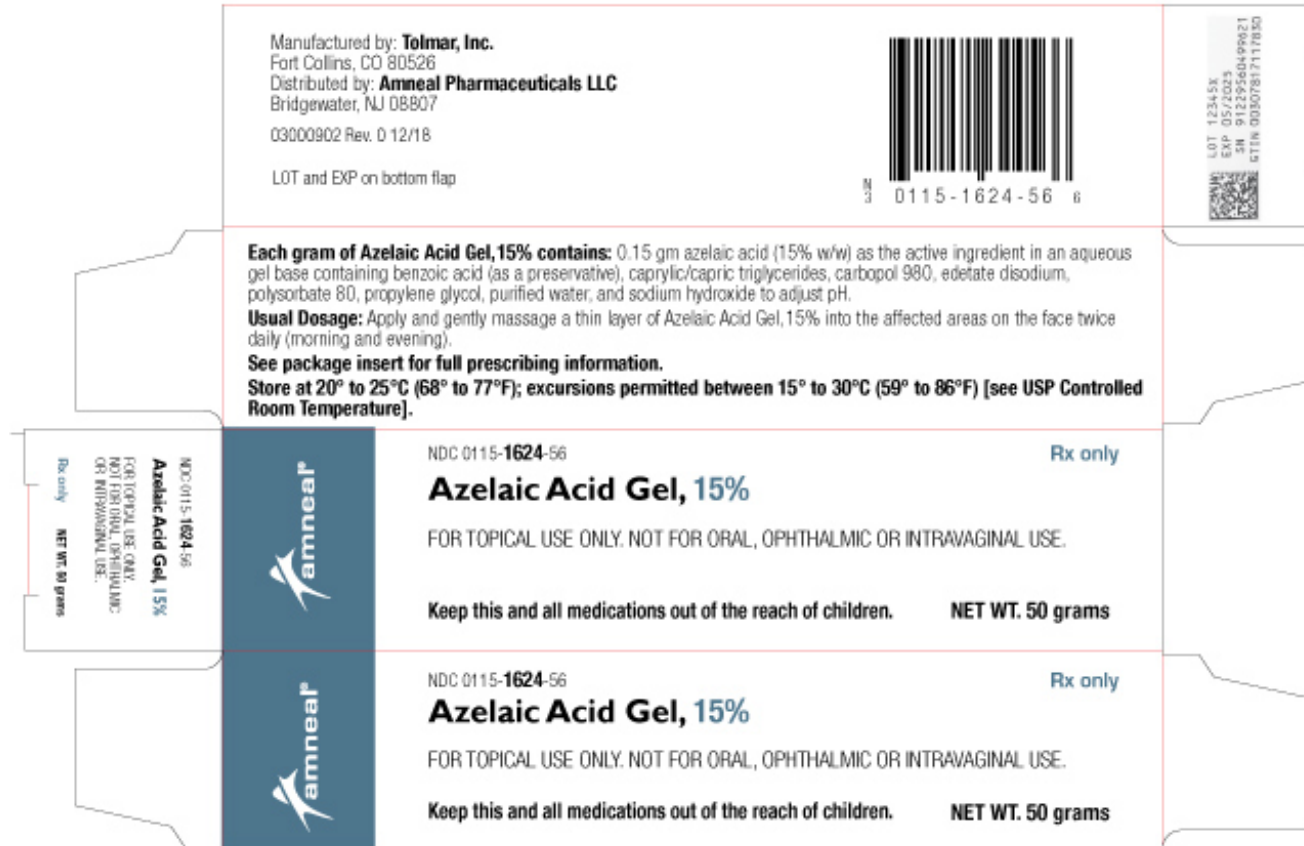 Manufactured by: Tolmar, Inc.
Fort Collins, CO 80526
Distributed by: Amneal Pharmaceuticals LLC
Bridgewater, NJ 08807
03000902 Rev. 0 12/18
LOT and EXP on bottom flap
N
3 0115-1624-56 6
LOT 12345X
EXP 05/2025
SN 91229560499621
GTIN 00307817117830
Each gram of Azelaic Acid Gel, 15% contains: 0.15 gm azelaic acid (15% w/w) as the active ingredient in an aqueous
gel base containing benzoic acid (as a preservative), caprylic/capric triglycerides, carbopol 980, edetate disodium,
polysorbate 80, propylene glycol, purified water, and sodium hydroxide to adjust pH.
Usual Dosage: Apply and gently massage a thin layer of Azelaic Acid Gel, 15% into the affected areas on the face twice
daily (morning and evening).
See package insert for full prescribing information.
Store at 20° to 25°C (68° to 77°F); excursions permitted between 15° to 30°C (59° to 86°F) [see USP Controlled
Room Temperature].
NDC 0115-1624-56
Azelaic Acid Gel, 15%
FOR TOPICAL USE ONLY.
NOT FOR ORAL, OPHTHALMIC
OR INTRAVAGINAL USE.
Rx only NET WT. 50 grams
amneal®
NDC 0115-1624-56 Rx only
Azelaic Acid Gel, 15%
FOR TOPICAL USE ONLY. NOT FOR ORAL, OPHTHALMIC OR INTRAVAGINAL USE.
Keep this and all medications out of the reach of children. NET WT. 50 grams
amneal®
NDC 0115-1624-56 Rx only
Azelaic Acid Gel, 15%
FOR TOPICAL USE ONLY. NOT FOR ORAL, OPHTHALMIC OR INTRAVAGINAL USE.
Keep this and all medications out of the reach of children. NET WT. 50 grams